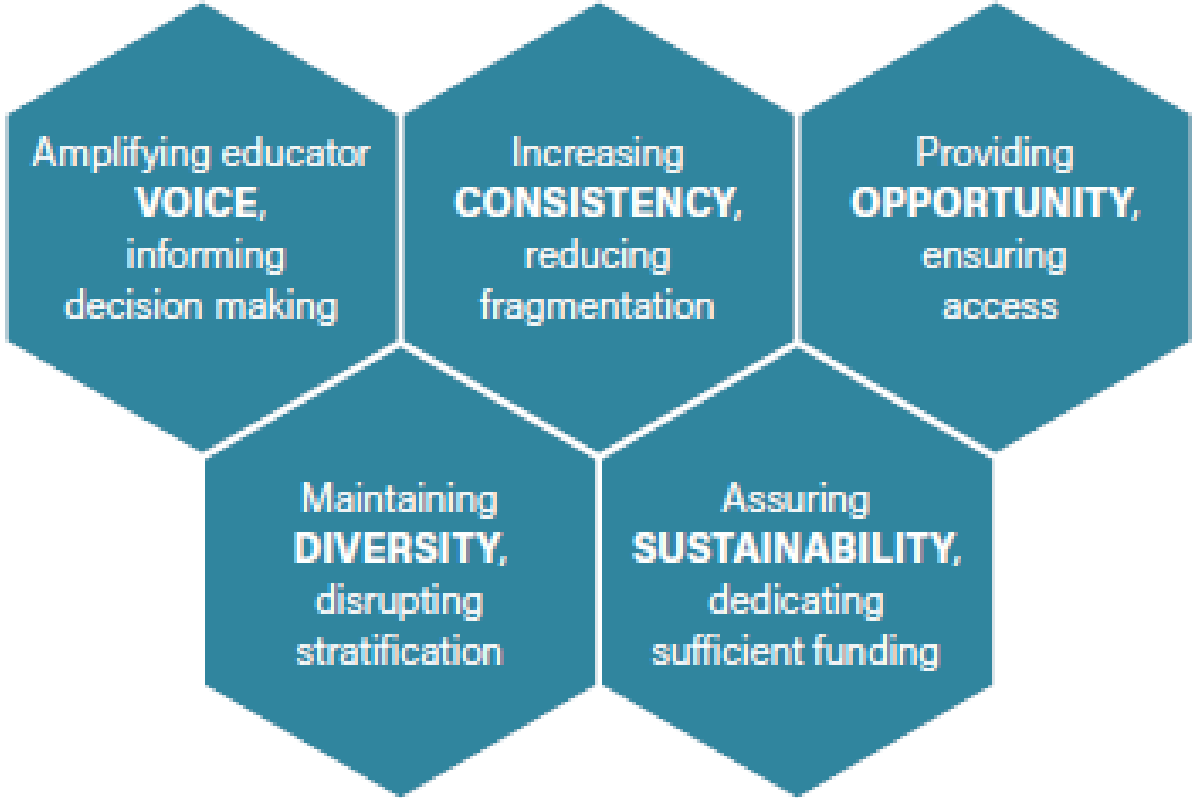 Amplifying educator
VOICE,
informing
decision making
Increasing
CONSISTENCY,
reducing
fragmentation
Providing
OPPORTUNITY,
ensuring
access
Maintaining
DIVERSITY,
disrupting
stratification
Assuring
SUSTAINABILITY,
dedicating
sufficient funding